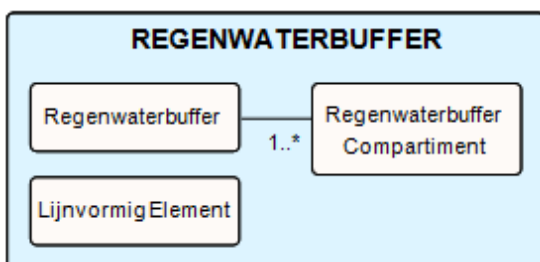 REGENWATERBUFFER
Regenwaterbuffer
1..*
Regenwaterbuffer
Compartiment
LijnvormigElement